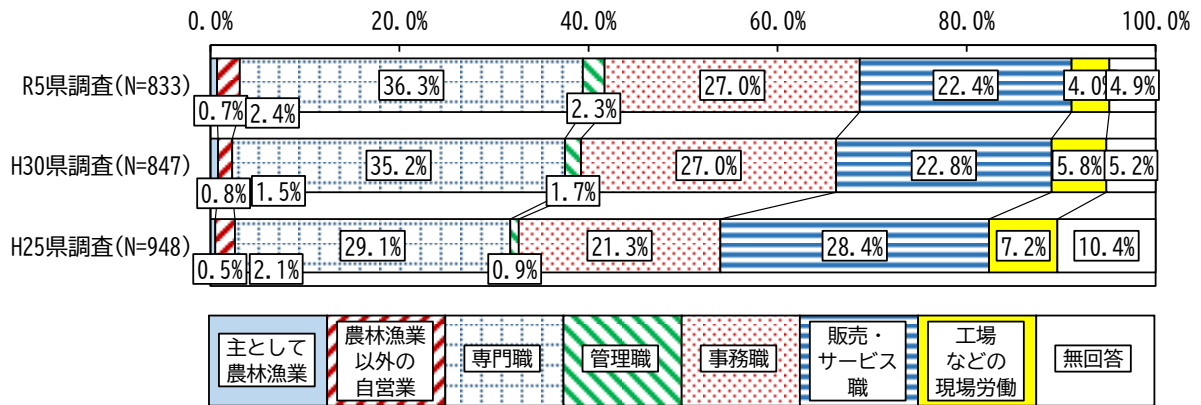 0.0% 20.0% 40.0% 60.0% 80.0% 100.0%
R5県調査(N=833) 36.3% 27.0% 22.4% 4.0% 4.9%
0.7% 2.4% 2.3%
H30県調査(N=847) 35.2% 27.0% 22.8% 5.8% 5.2%
0.8% 1.5% 1.7%
H25県調査(N=948) 29.1% 21.3% 28.4% 7.2% 10.4%
0.5% 2.1% 0.9%
主として
農林漁業
農林漁業
以外の
自営業
専門職
管理職
事務職
販売・
サービス
職
工場
などの
現場労働
無回答